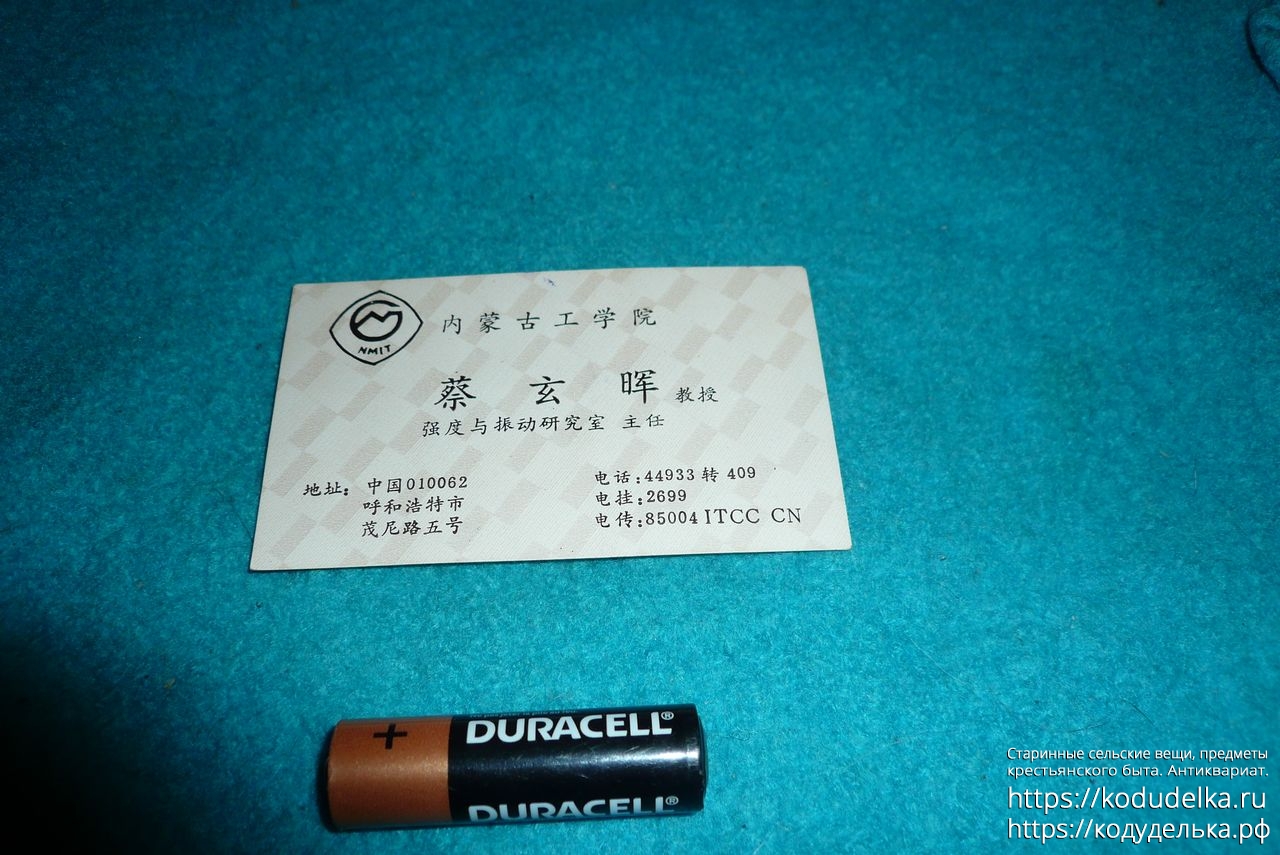 NMIT
内蒙古工学院
蔡玄晖 教授
强度与振动研究室 主任
地址: 中国010062
呼和浩特市
茂尼路五号
电话:44933 转 409
电挂:2699
电传:85004 ITCC CN
+
DURACELL®
DURACELL®
Старинные сельские вещи, предметы
крестьянского быта. Антиквариат.
https://kodudelka.ru
https://кодуделька.рф